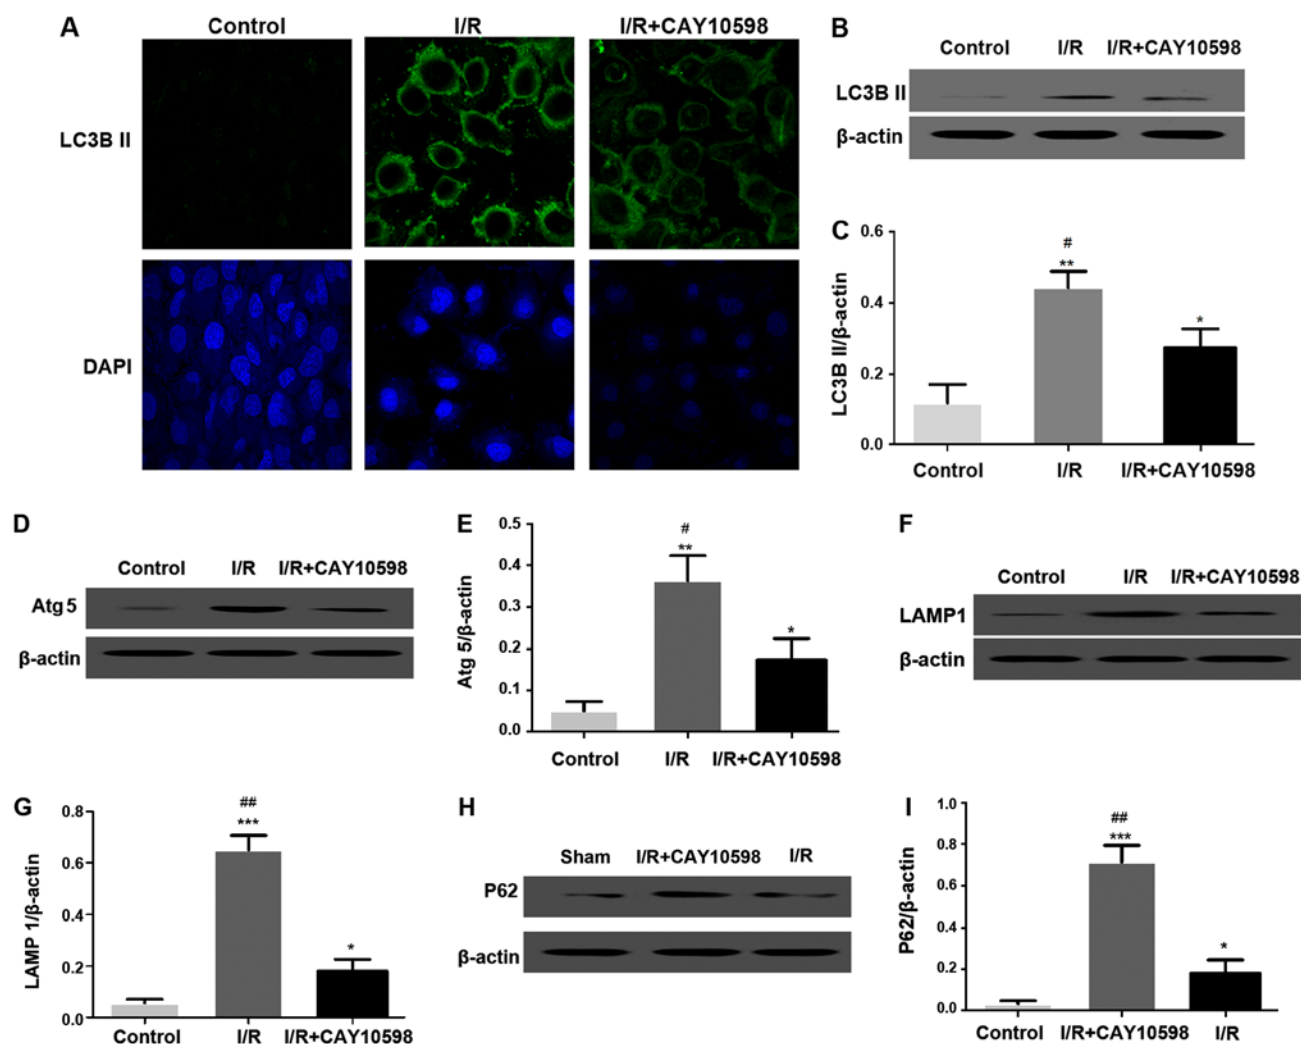 A
Control
I/R
I/R+CAY10598
LC3B II
DAPI
B
Control
I/R
I/R+CAY10598
LC3B II
β-actin
C
LC3B II/β-actin
0.6
0.4
0.2
0.0
#
**
*
Control
I/R
I/R+CAY10598
D
Control
I/R
I/R+CAY10598
Atg 5
β-actin
E
Atg 5/β-actin
0.5
0.4
0.3
0.2
0.1
0.0
#
**
*
Control
I/R
I/R+CAY10598
F
Control
I/R
I/R+CAY10598
LAMP1
β-actin
G
LAMP 1/β-actin
0.8
0.6
0.4
0.2
0.0
##
***
*
Control
I/R
I/R+CAY10598
H
Sham
I/R+CAY10598
I/R
P62
β-actin
I
P62/β-actin
1.0
0.8
0.6
0.4
0.2
0.0
##
***
*
Control
I/R+CAY10598
I/R